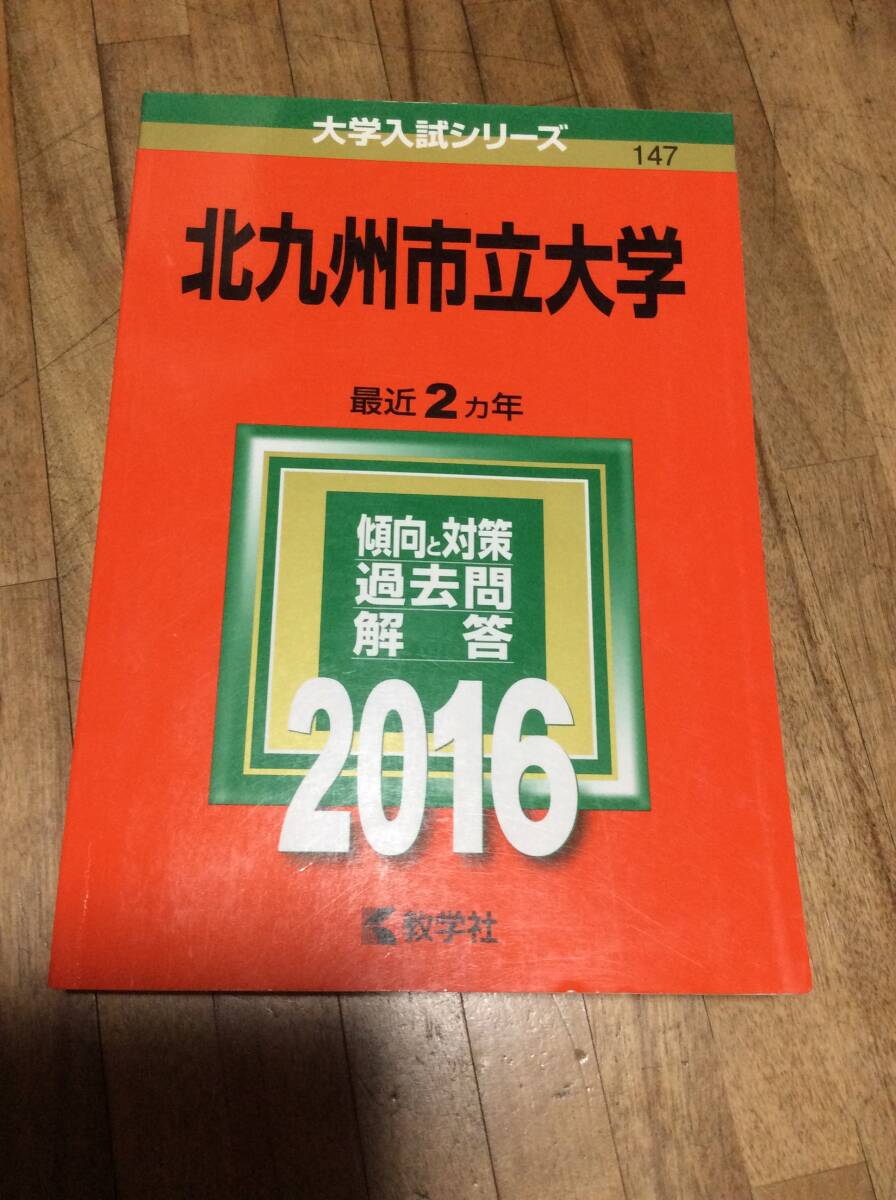 大学入試シリーズ
147
北九州市立大学
最近2ヵ年
傾向と対策
過去問
解答
2016
教学社